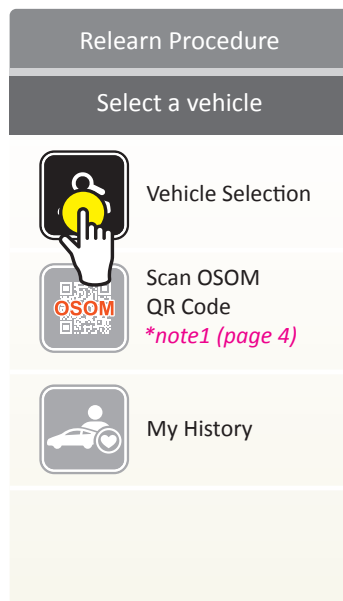 Relearn Procedure
Select a vehicle
Vehicle Selection
OSOM
Scan OSOM
QR Code
*note1 (page 4)
My History